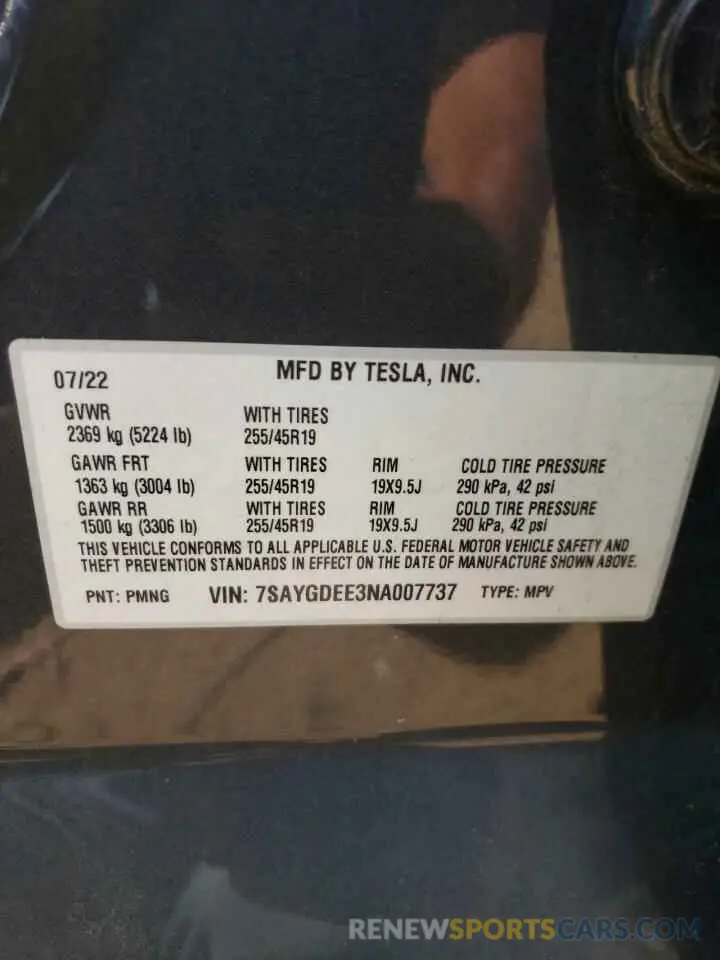 07/22 MFD BY TESLA, INC.
GVWR WITH TIRES
2369 kg (5224 lb) 255/45R19
GAWR FRT WITH TIRES RIM COLD TIRE PRESSURE
1363 kg (3004 lb) 255/45R19 19X9.5J 290 kPa, 42 psi
GAWR RR WITH TIRES RIM COLD TIRE PRESSURE
1500 kg (3306 lb) 255/45R19 19X9.5J 290 kPa, 42 psi
THIS VEHICLE CONFORMS TO ALL APPLICABLE U.S. FEDERAL MOTOR VEHICLE SAFETY AND
THEFT PREVENTION STANDARDS IN EFFECT ON THE DATE OF MANUFACTURE SHOWN ABOVE.
PNT: PMNG VIN: 7SAYGDEE3NA007737 TYPE: MPV
RENEWSPORTSCARS.COM